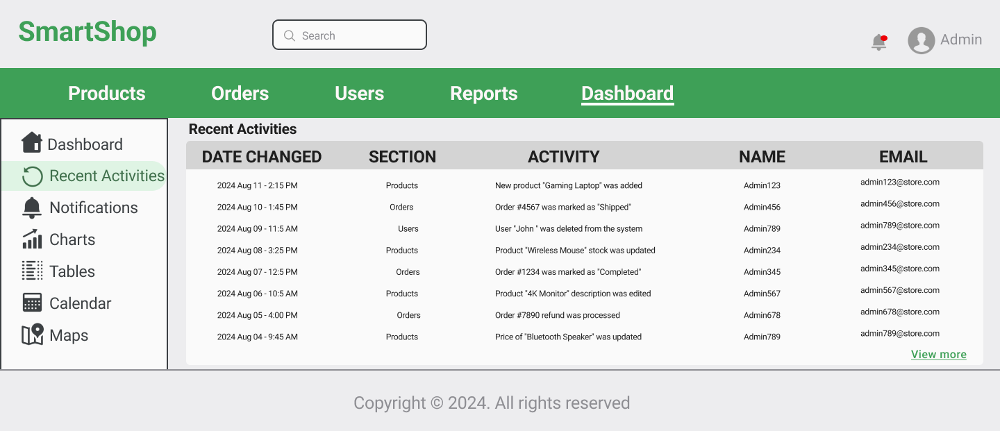 SmartShop
Search
Admin
Products Orders Users Reports Dashboard
Dashboard
Recent Activities
Notifications
Charts
Tables
Calendar
Maps
Recent Activities
DATE CHANGED SECTION ACTIVITY NAME EMAIL
2024 Aug 11 - 2:15 PM Products New product "Gaming Laptop" was added Admin123 admin123@store.com
2024 Aug 10 - 1:45 PM Orders Order #4567 was marked as "Shipped" Admin456 admin456@store.com
2024 Aug 09 - 11:5 AM Users User "John " was deleted from the system Admin789 admin789@store.com
2024 Aug 08 - 3:25 PM Products Product "Wireless Mouse" stock was updated Admin234 admin234@store.com
2024 Aug 07 - 12:5 PM Orders Order #1234 was marked as "Completed" Admin345 admin345@store.com
2024 Aug 06 - 10:5 AM Products Product "4K Monitor" description was edited Admin567 admin567@store.com
2024 Aug 05 - 4:00 PM Orders Order #7890 refund was processed Admin678 admin678@store.com
2024 Aug 04 - 9:45 AM Products Price of "Bluetooth Speaker" was updated Admin789 admin789@store.com
View more
Copyright © 2024. All rights reserved